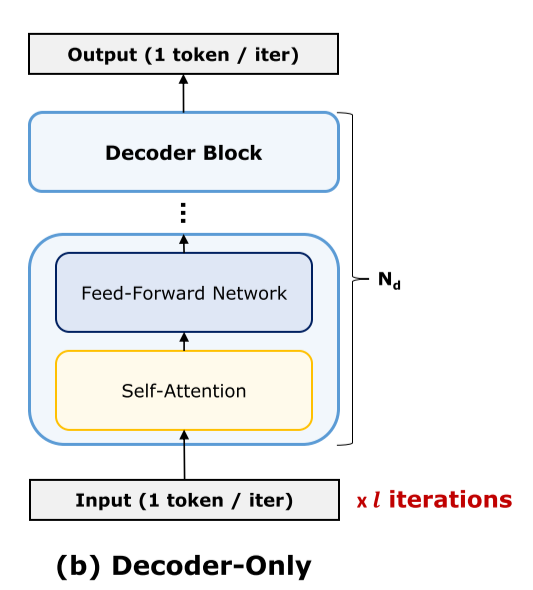 Output (1 token / iter)
Decoder Block
...
Feed-Forward Network
N_d
Self-Attention
Input (1 token / iter)
x l iterations
(b) Decoder-Only